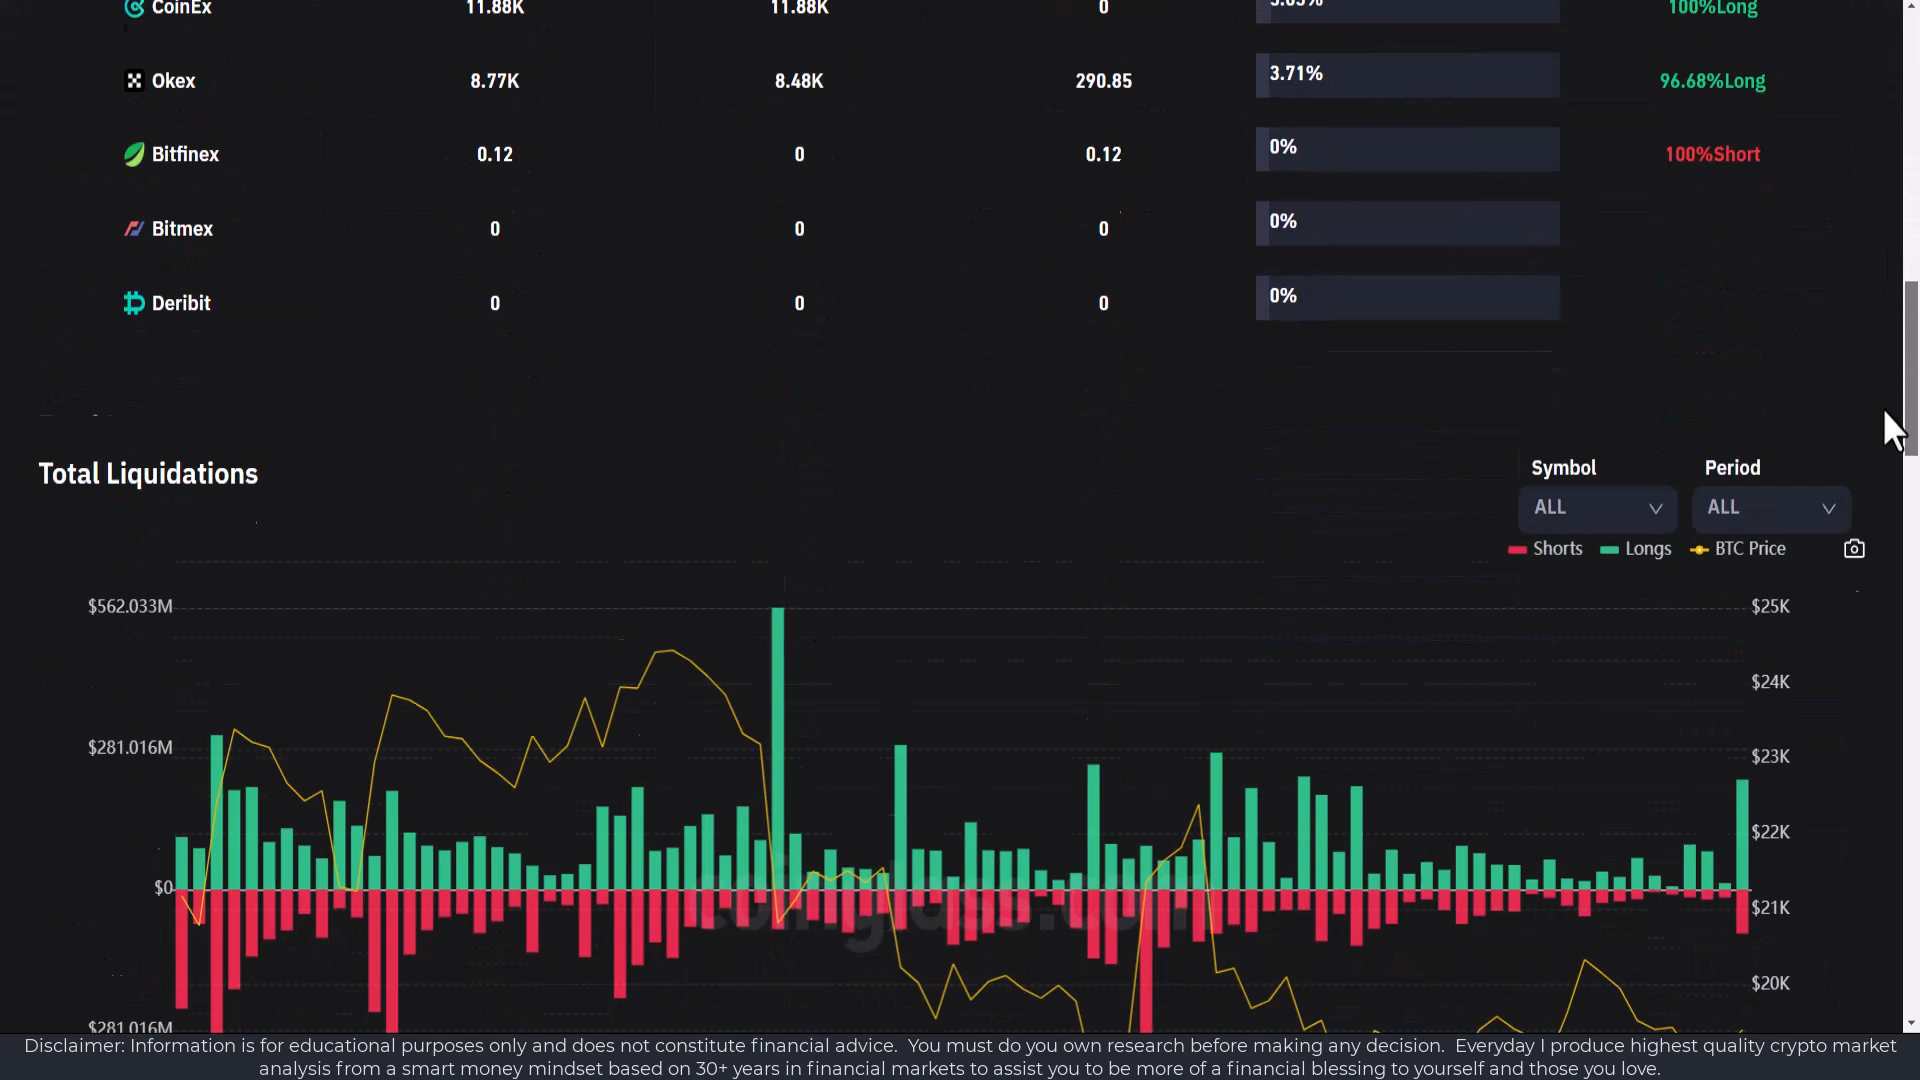 CoinEx 11.88K 11.88K 0 100%Long
Okex 8.77K 8.48K 290.85 3.71% 96.68%Long
Bitfinex 0.12 0 0.12 0% 100%Short
Bitmex 0 0 0 0%
Deribit 0 0 0 0%
Total Liquidations
Symbol Period
ALL ALL
Shorts Longs BTC Price
$562.033M $25K
$24K
$281.016M $23K
$22K
$0 $21K
coinglass.com
$20K
$281.016M
Disclaimer: Information is for educational purposes only and does not constitute financial advice. You must do you own research before making any decision. Everyday I produce highest quality crypto market
analysis from a smart money mindset based on 30+ years in financial markets to assist you to be more of a financial blessing to yourself and those you love.